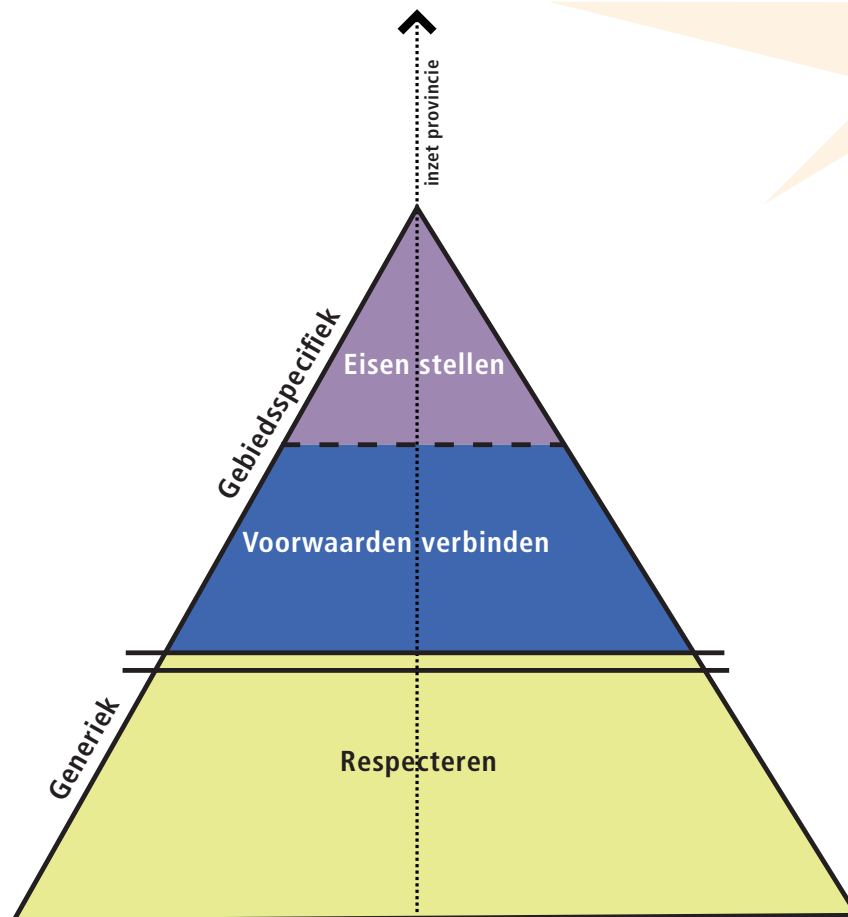 inzet provincie
Gebiedsspecifiek
Eisen stellen
Voorwaarden verbinden
Generiek
Respecteren